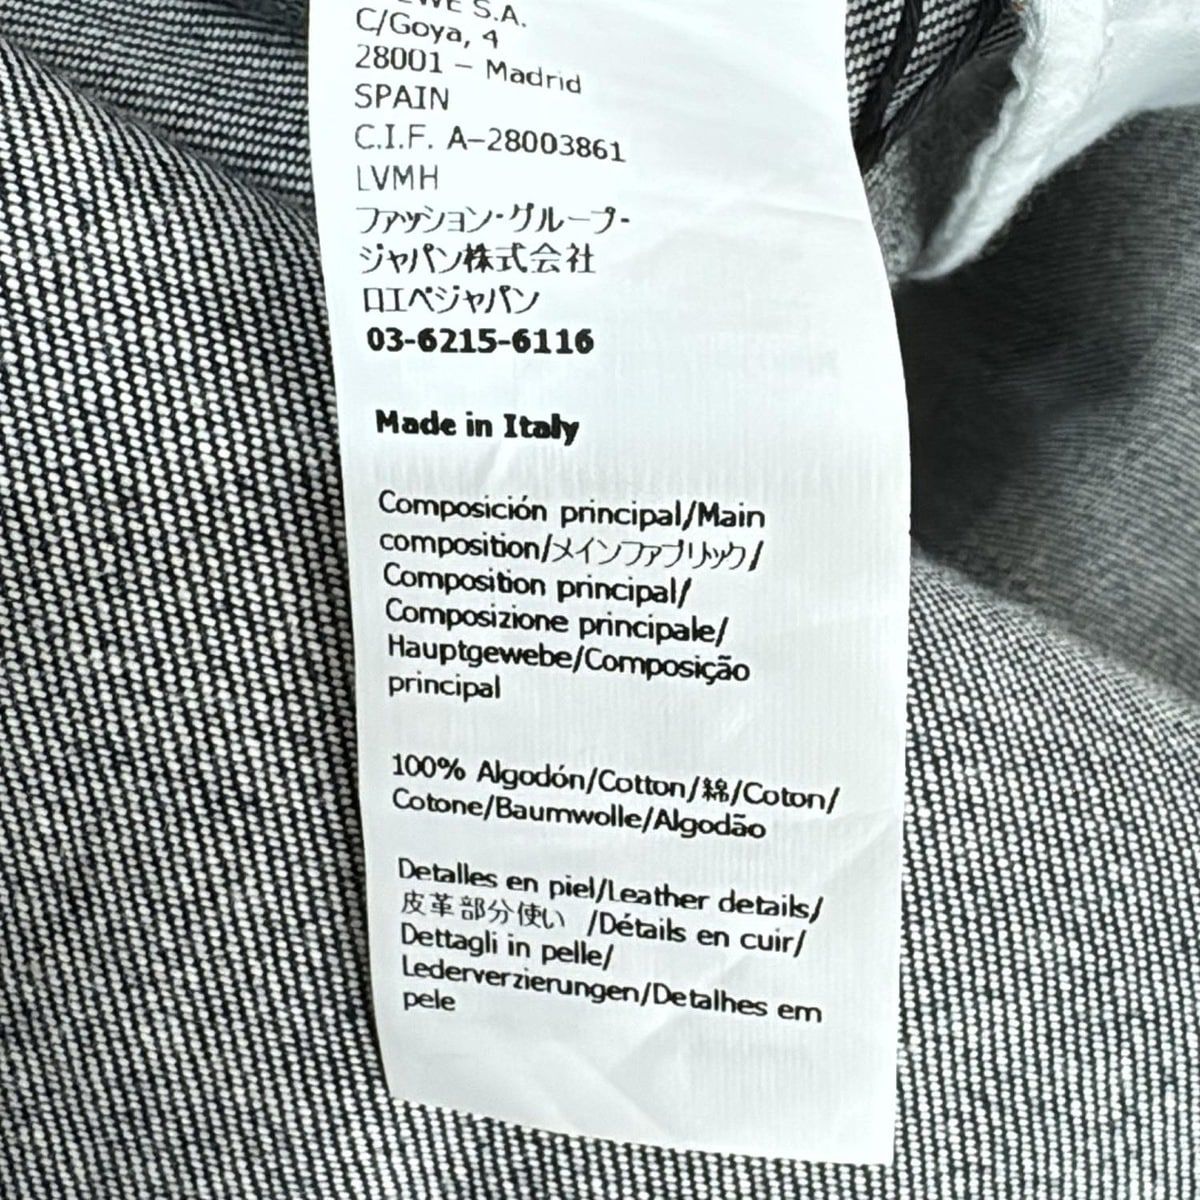 S.A.
C/Goya, 4
28001 – Madrid
SPAIN
C.I.F. A-28003861
LVMH
ファッション・グループ・
ジャパン株式会社
ロエベジャパン
03-6215-6116
Made in Italy
Composición principal/Main
composition/メインファブリック/
Composition principal/
Composizione principale/
Hauptgewebe/Composição
principal
100% Algodón/Cotton/綿/Coton/
Cotone/Baumwolle/Algodão
Detalles en piel/Leather details/
皮革部分使い /Détails en cuir/
Dettagli in pelle/
Lederverzierungen/Detalhes em
pele